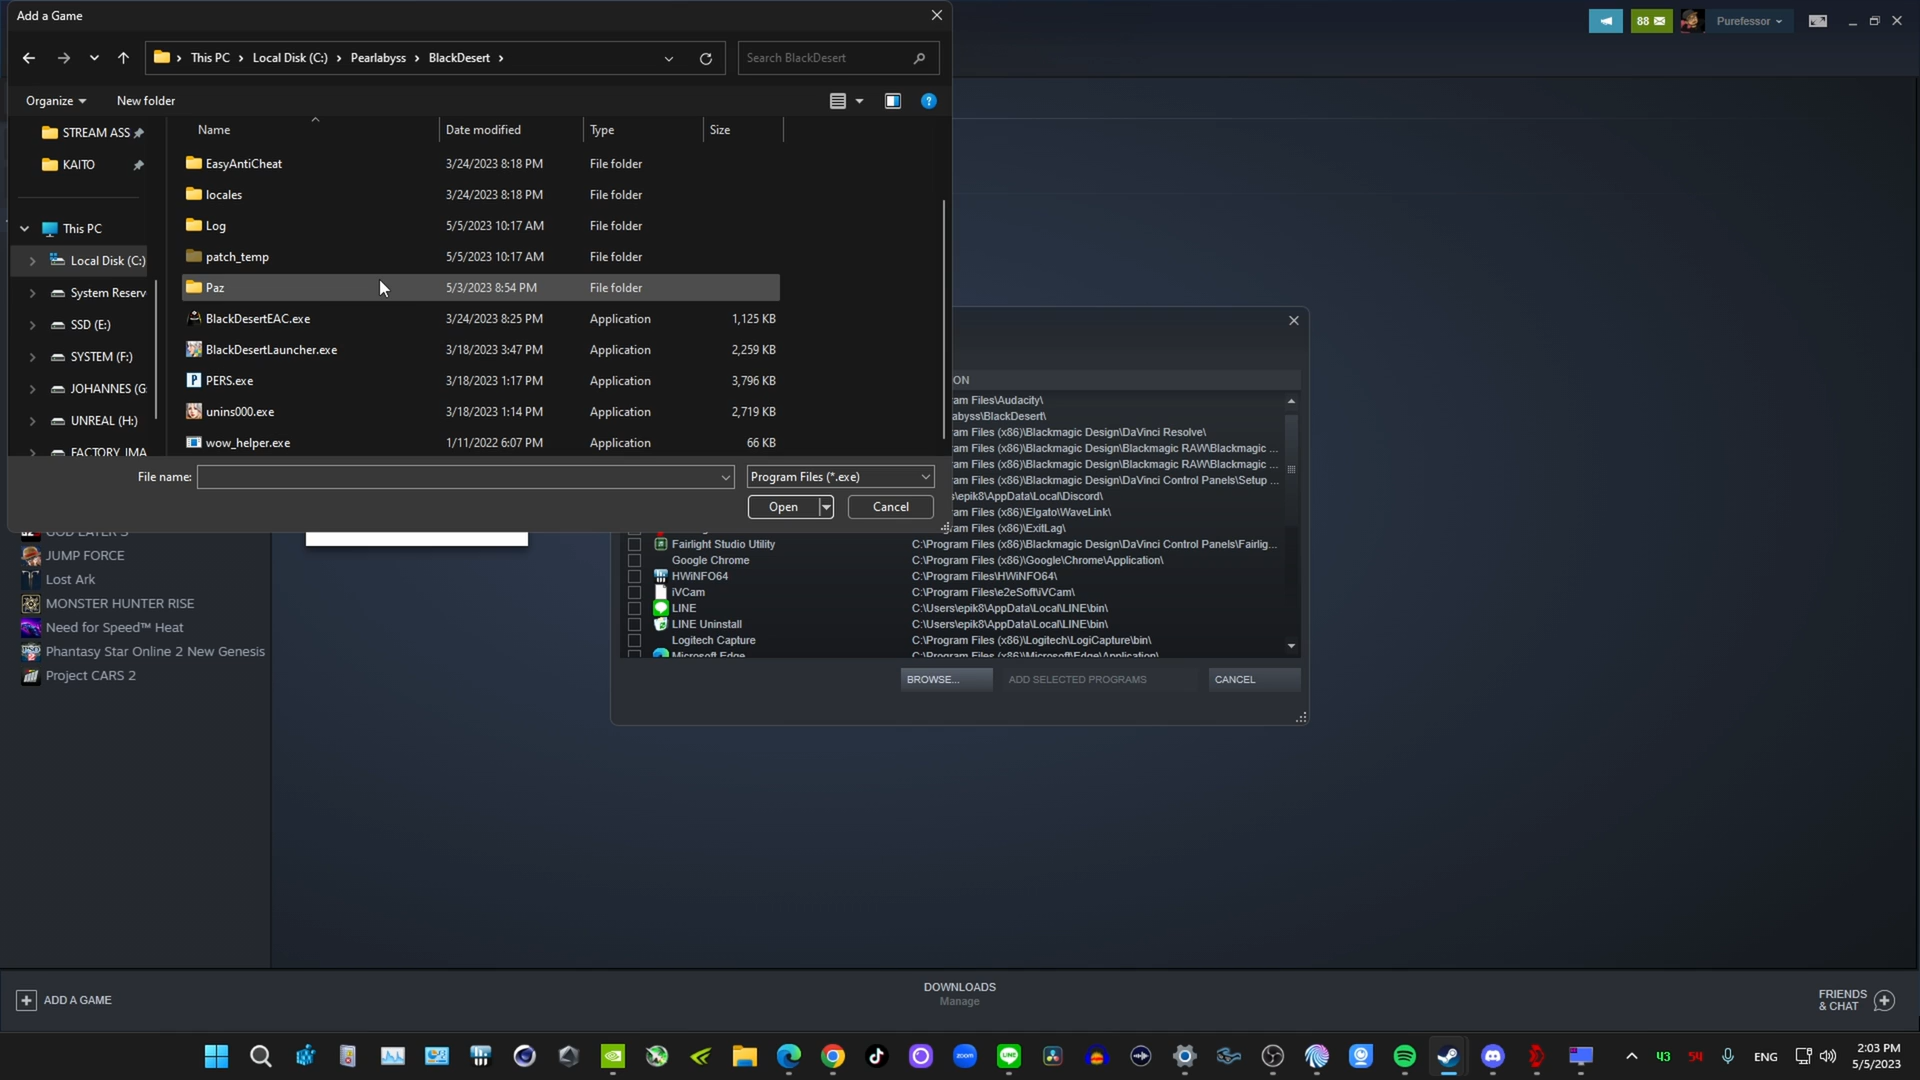 Add a Game
88
Purefessor
This PC
Local Disk (C:)
Pearlabyss
BlackDesert
Search BlackDesert
Organize
New folder
Name
Date modified
Type
Size
STREAM ASS
KAITO
This PC
Local Disk (C:)
System Reserv
SSD (E:)
SYSTEM (F:)
JOHANNES (G:
UNREAL (H:)
FACTORY IMA
EasyAntiCheat 3/24/2023 8:18 PM File folder
locales 3/24/2023 8:18 PM File folder
Log 5/5/2023 10:17 AM File folder
patch_temp 5/5/2023 10:17 AM File folder
Paz 5/3/2023 8:54 PM File folder
BlackDesertEAC.exe 3/24/2023 8:25 PM Application 1,125 KB
BlackDesertLauncher.exe 3/18/2023 3:47 PM Application 2,259 KB
PERS.exe 3/18/2023 1:17 PM Application 3,796 KB
unins000.exe 3/18/2023 1:14 PM Application 2,719 KB
wow_helper.exe 1/11/2022 6:07 PM Application 66 KB
File name:
Program Files (*.exe)
Open
Cancel
ON
am Files\Audacity\
abyss\BlackDesert\
am Files (x86)\Blackmagic Design\DaVinci Resolve\
am Files (x86)\Blackmagic Design\Blackmagic RAW\Blackmagic ...
am Files (x86)\Blackmagic Design\Blackmagic RAW\Blackmagic ...
am Files (x86)\Blackmagic Design\DaVinci Control Panels\Setup ...
\epik8\AppData\Local\Discord\
am Files (x86)\Elgato\WaveLink\
am Files (x86)\ExitLag\
Fairlight Studio Utility C:\Program Files (x86)\Blackmagic Design\DaVinci Control Panels\Fairlig...
Google Chrome C:\Program Files (x86)\Google\Chrome\Application\
HWiNFO64 C:\Program Files\HWiNFO64\
iVCam C:\Program Files\e2eSoft\iVCam\
LINE C:\Users\epik8\AppData\Local\LINE\bin\
LINE Uninstall C:\Users\epik8\AppData\Local\LINE\bin\
Logitech Capture C:\Program Files (x86)\Logitech\LogiCapture\bin\
Microsoft Edge C:\Program Files (x86)\Microsoft\Edge\Application\
BROWSE...
ADD SELECTED PROGRAMS
CANCEL
GOD EATER 3
JUMP FORCE
Lost Ark
MONSTER HUNTER RISE
Need for Speed™ Heat
Phantasy Star Online 2 New Genesis
Project CARS 2
ADD A GAME
DOWNLOADS
Manage
FRIENDS
& CHAT
zoom
43
54
ENG
2:03 PM
5/5/2023